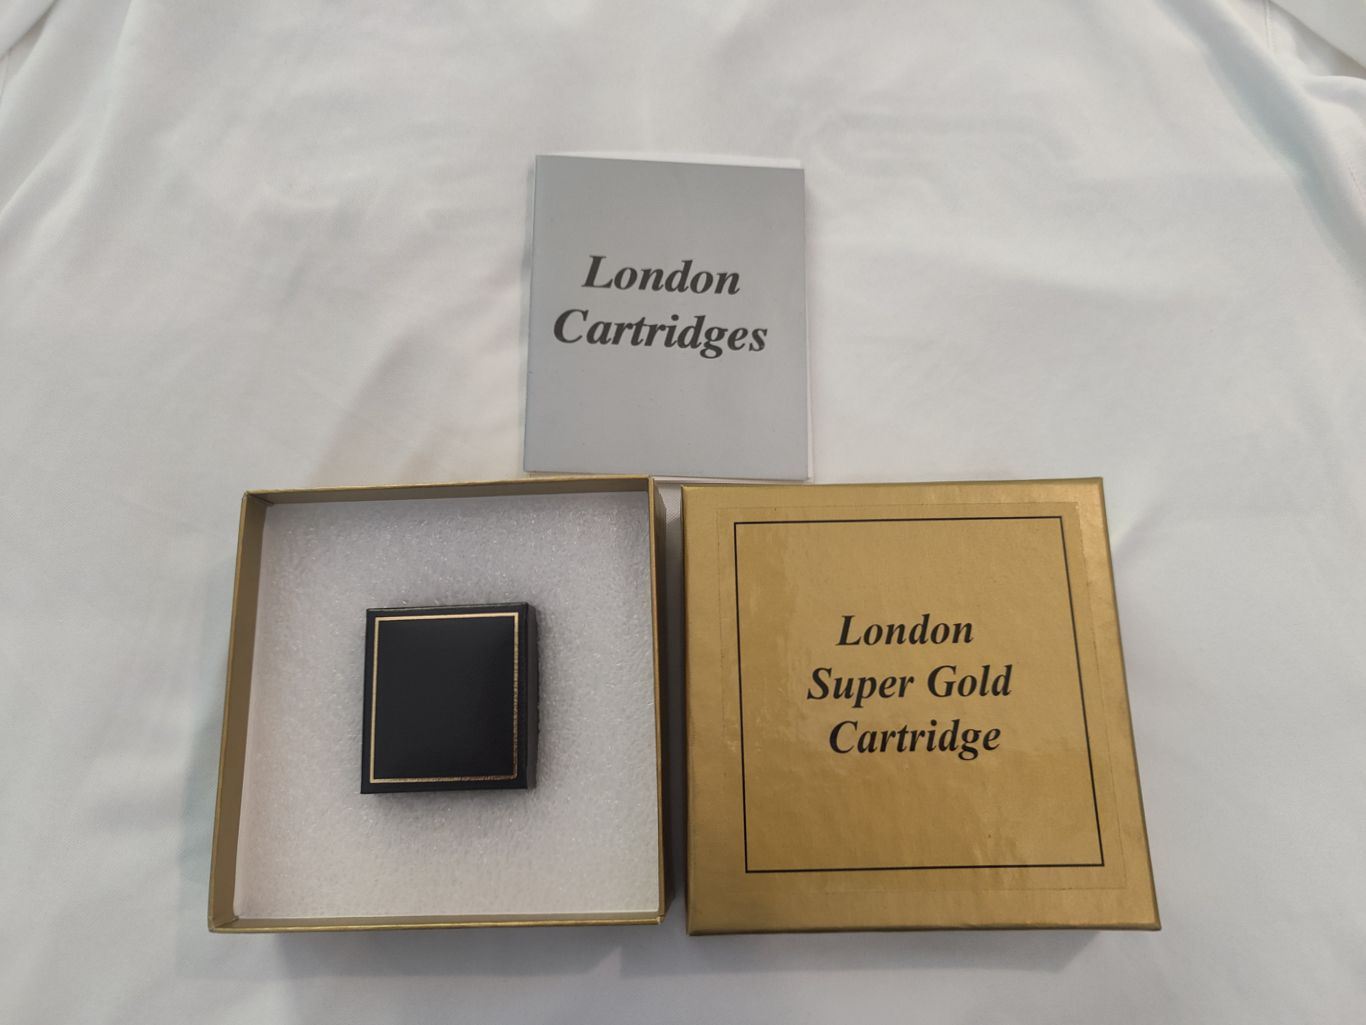 London
Cartridges
London
Super Gold
Cartridge